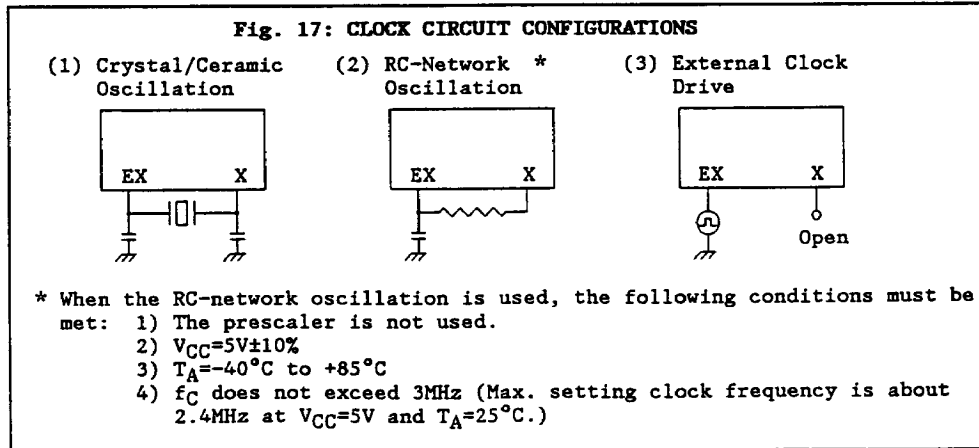 Fig. 17: CLOCK CIRCUIT CONFIGURATIONS
(1) Crystal/Ceramic Oscillation
(2) RC-Network * Oscillation
(3) External Clock Drive
EX X
EX X
EX X
Open
* When the RC-network oscillation is used, the following conditions must be
met: 1) The prescaler is not used.
2) VCC=5V±10%
3) TA=-40°C to +85°C
4) fC does not exceed 3MHz (Max. setting clock frequency is about
2.4MHz at VCC=5V and TA=25°C.)